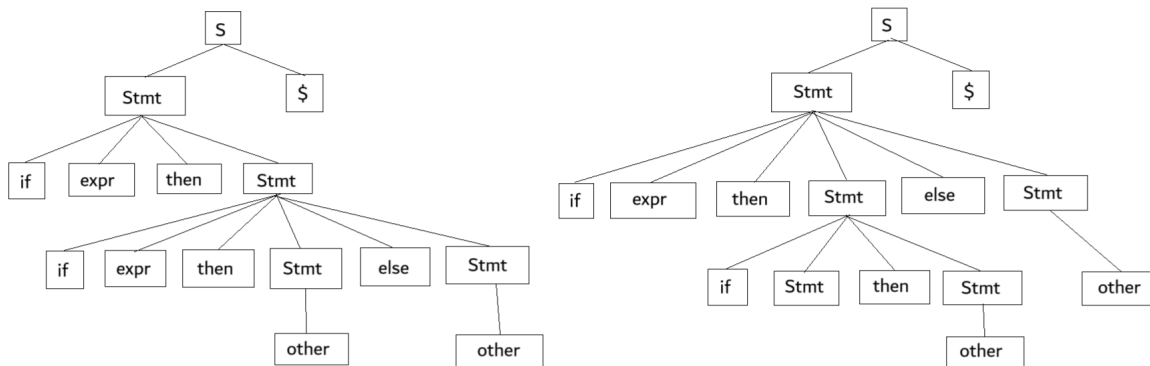 S
Stmt $
if expr then Stmt
if expr then Stmt else Stmt
other other
S
Stmt $
if expr then Stmt else Stmt
if Stmt then Stmt other
other